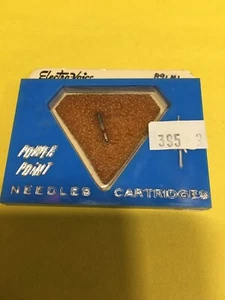 Electro-Voice
395
POWER
POINT
NEEDLES CARTRIDGES